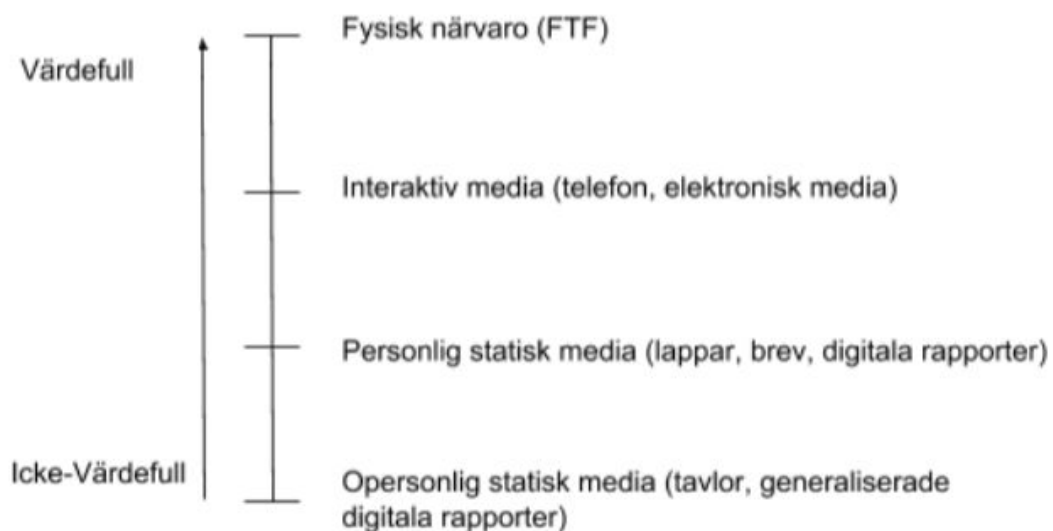 Fysisk närvaro (FTF)
Värdefull
Interaktiv media (telefon, elektronisk media)
Personlig statisk media (lappar, brev, digitala rapporter)
Icke-Värdefull
Opersonlig statisk media (tavlor, generaliserade
digitala rapporter)